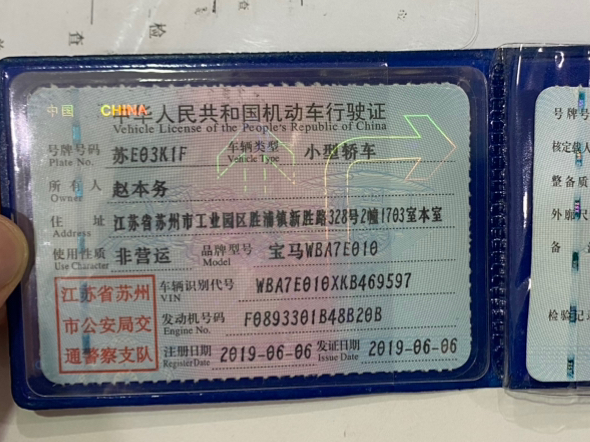 查
检
中国 CHINA
中华人民共和国机动车行驶证
Vehicle License of the People's Republic of China
号牌号码 苏E03K1F 车辆类型 小型轿车
Plate No. Vehicle Type
所有人 赵本务
Owner
住址 江苏省苏州市工业园区胜浦镇新胜路328号2幢1703室本室
Address
使用性质 非营运 品牌型号 宝马WBA7E010
Use Character Model
江苏省苏州
市公安局交
通警察支队
车辆识别代号 WBA7E010XKB469597
VIN
发动机号码 F0893301B48B20B
Engine No.
注册日期 2019-06-06 发证日期 2019-06-06
Register Date Issue Date
号牌号
核定载人
整备质
外廓尺
备
检验记